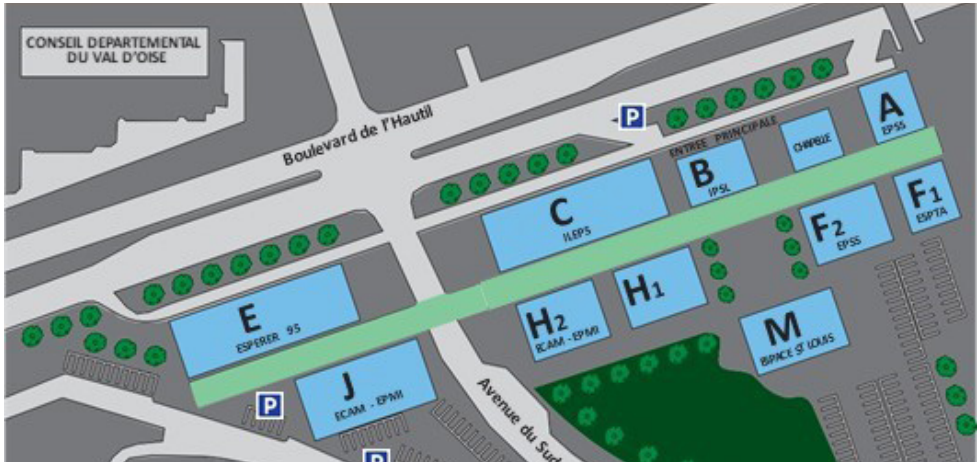 CONSEIL DEPARTEMENTAL
DU VAL D'OISE
Boulevard de l'Hautil
P
ENTREE PRINCIPALE
A
EPSS
CHAPELLE
B
IPSL
C
ILEPS
F1
ESPTA
F2
EPSS
H1
H2
ECAM - EPMI
M
ESPACE ST LOUIS
E
ESPERER 95
J
ECAM - EPMI
P
P
Avenue du Sud